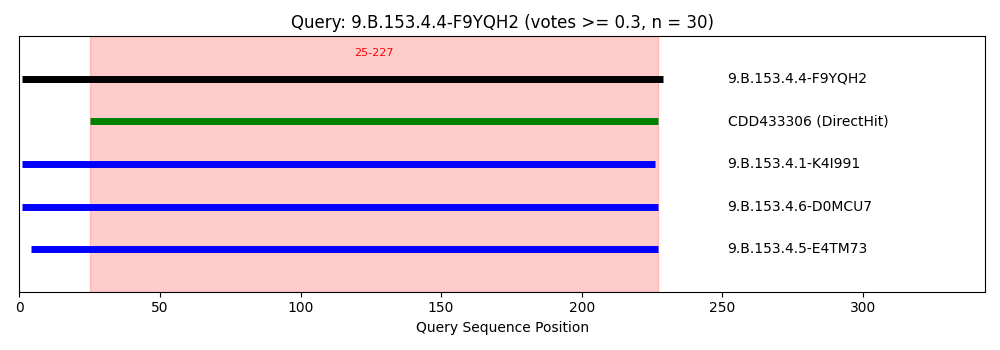 Query: 9.B.153.4.4-F9YQH2 (votes >= 0.3, n = 30)
25-227
9.B.153.4.4-F9YQH2
CDD433306 (DirectHit)
9.B.153.4.1-K4I991
9.B.153.4.6-D0MCU7
9.B.153.4.5-E4TM73
0 50 100 150 200 250 300
Query Sequence Position